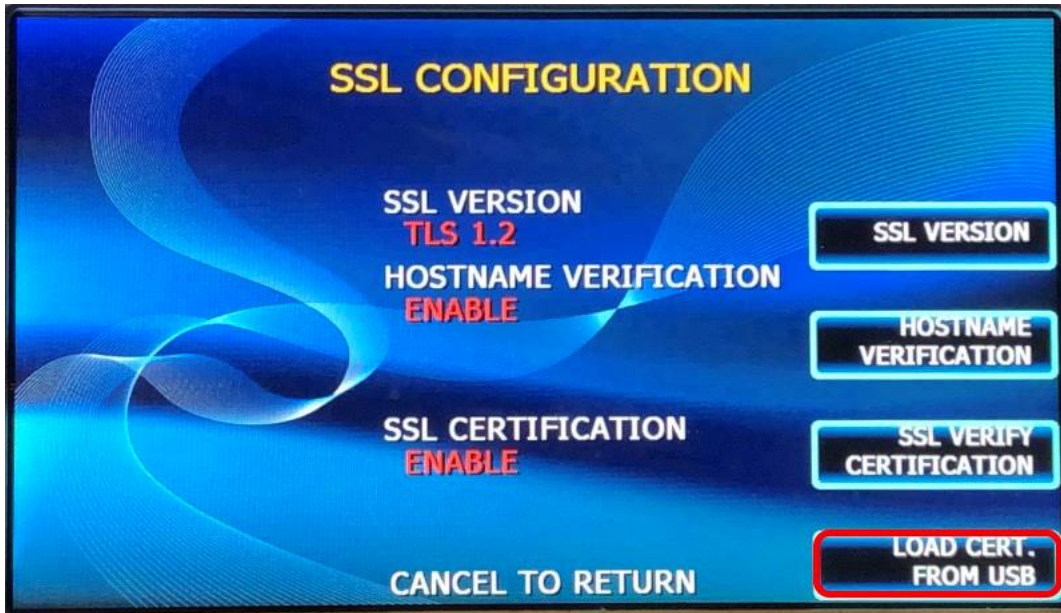 SSL CONFIGURATION
SSL VERSION
TLS 1.2
HOSTNAME VERIFICATION
ENABLE
SSL CERTIFICATION
ENABLE
CANCEL TO RETURN
SSL VERSION
HOSTNAME
VERIFICATION
SSL VERIFY
CERTIFICATION
LOAD CERT.
FROM USB